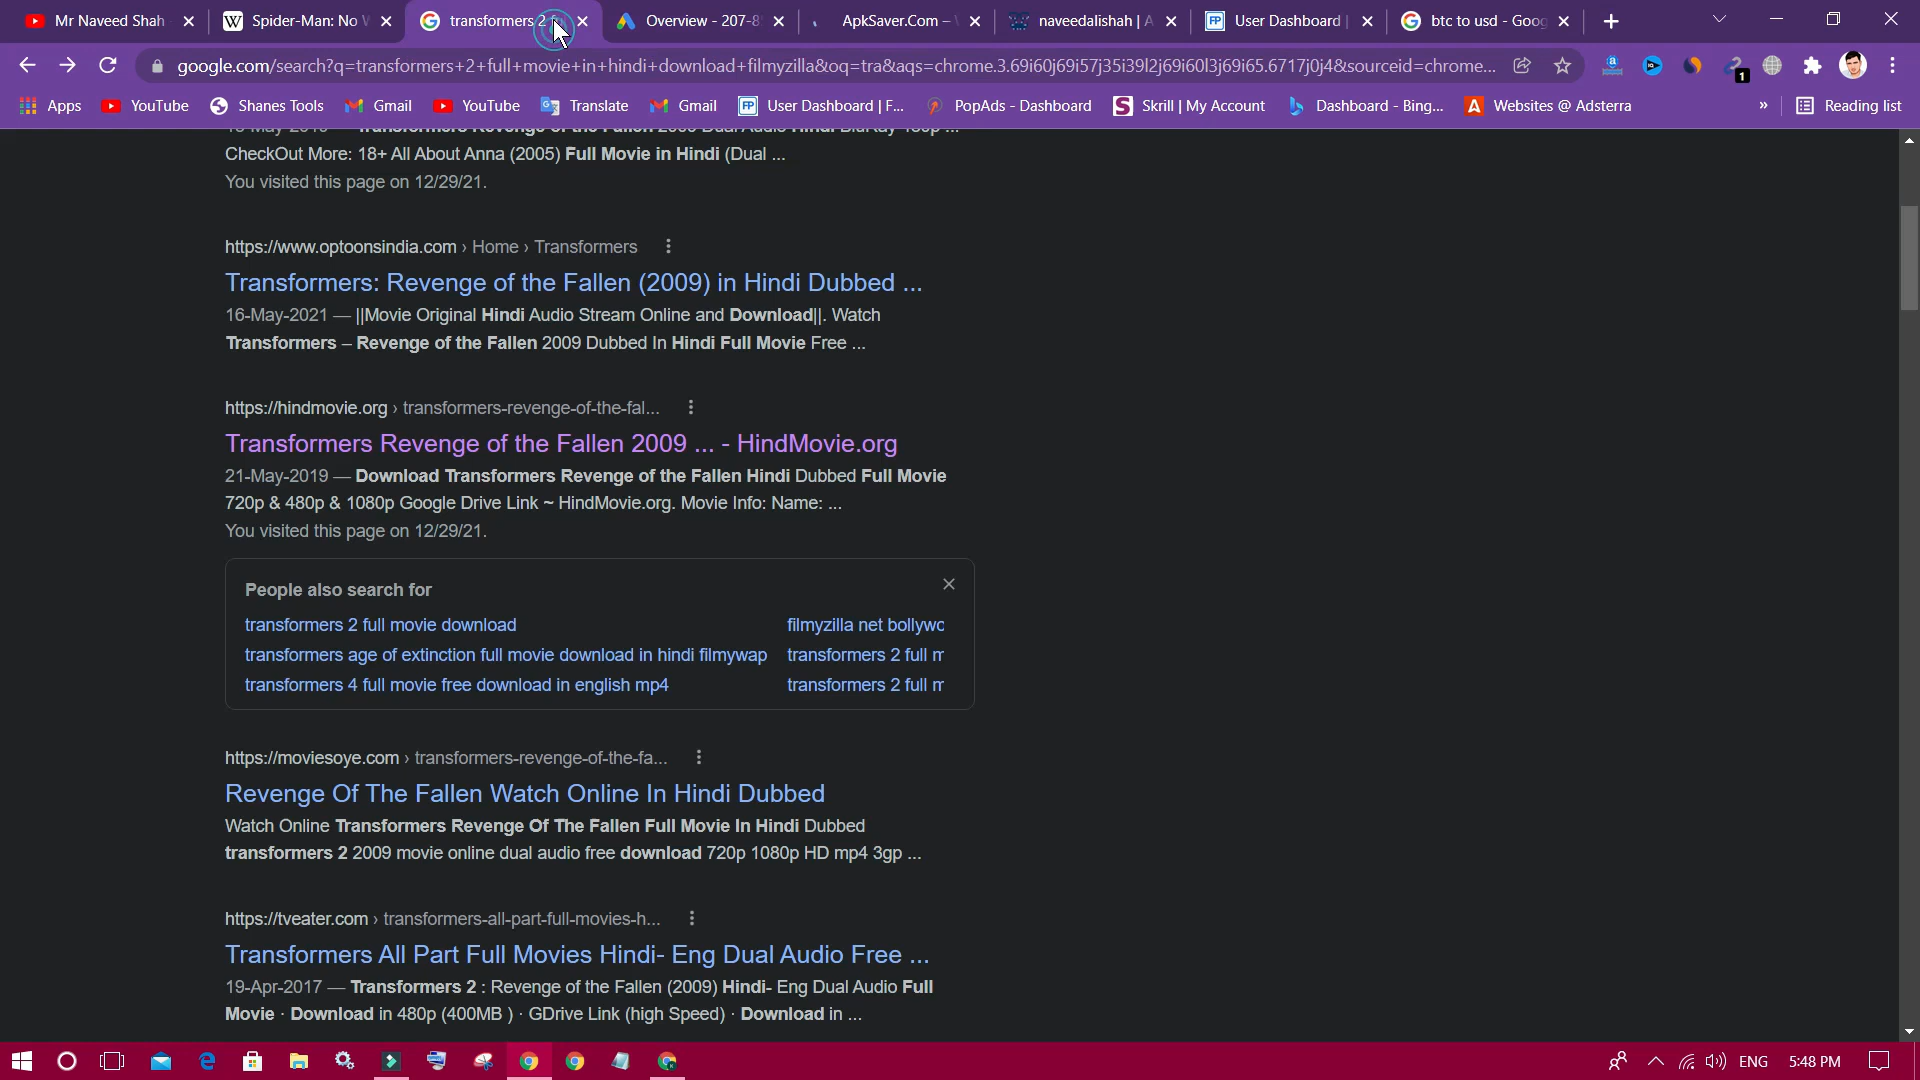 Mr Naveed Shah
Spider-Man: No
transformers 2
Overview - 207-8
ApkSaver.Com –
naveedalishah | A
User Dashboard |
btc to usd - Goog
google.com/search?q=transformers+2+full+movie+in+hindi+download+filmyzilla&oq=tra&aqs=chrome.3.69i60j69i57j35i39l2j69i60l3j69i65.6717j0j4&sourceid=chrome...
1
Apps
YouTube
Shanes Tools
Gmail
YouTube
Translate
Gmail
User Dashboard | F...
PopAds - Dashboard
Skrill | My Account
Dashboard - Bing...
Websites @ Adsterra
»
Reading list
CheckOut More: 18+ All About Anna (2005) Full Movie in Hindi (Dual ...
You visited this page on 12/29/21.
https://www.optoonsindia.com › Home › Transformers
Transformers: Revenge of the Fallen (2009) in Hindi Dubbed ...
16-May-2021 — ||Movie Original Hindi Audio Stream Online and Download||. Watch
Transformers – Revenge of the Fallen 2009 Dubbed In Hindi Full Movie Free ...
https://hindmovie.org › transformers-revenge-of-the-fal...
Transformers Revenge of the Fallen 2009 ... - HindMovie.org
21-May-2019 — Download Transformers Revenge of the Fallen Hindi Dubbed Full Movie
720p & 480p & 1080p Google Drive Link ~ HindMovie.org. Movie Info: Name: ...
You visited this page on 12/29/21.
People also search for
transformers 2 full movie download
filmyzilla net bollywo
transformers age of extinction full movie download in hindi filmywap
transformers 2 full m
transformers 4 full movie free download in english mp4
transformers 2 full m
https://moviesoye.com › transformers-revenge-of-the-fa...
Revenge Of The Fallen Watch Online In Hindi Dubbed
Watch Online Transformers Revenge Of The Fallen Full Movie In Hindi Dubbed
transformers 2 2009 movie online dual audio free download 720p 1080p HD mp4 3gp ...
https://tveater.com › transformers-all-part-full-movies-h...
Transformers All Part Full Movies Hindi- Eng Dual Audio Free ...
19-Apr-2017 — Transformers 2 : Revenge of the Fallen (2009) Hindi- Eng Dual Audio Full
Movie · Download in 480p (400MB ) · GDrive Link (high Speed) · Download in ...
ENG
5:48 PM